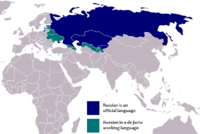 Russian is an
official language
Russian is a de facto
working language